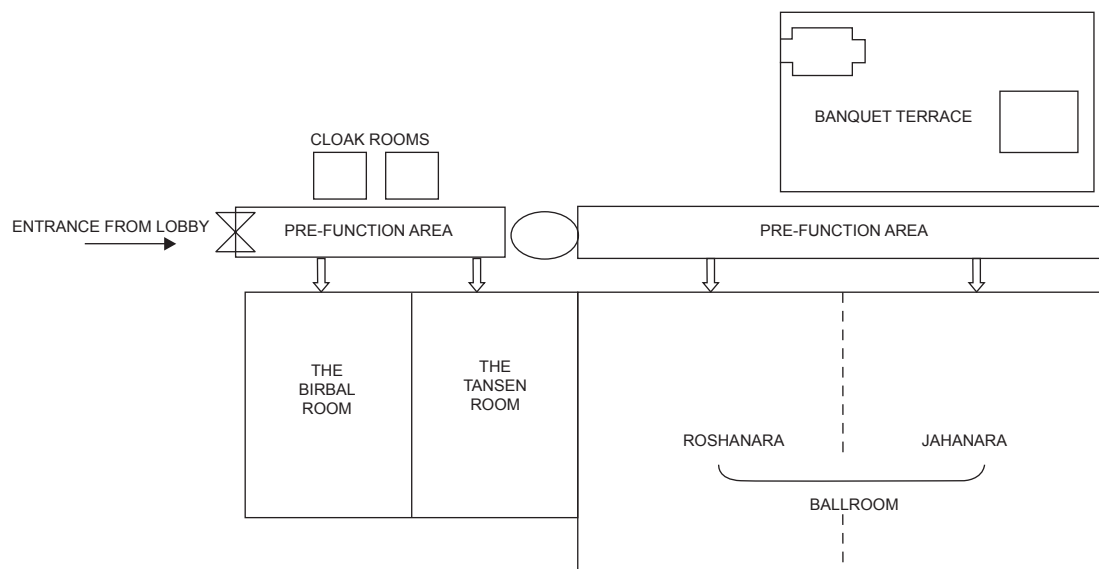 BANQUET TERRACE
CLOAK ROOMS
ENTRANCE FROM LOBBY
PRE-FUNCTION AREA
PRE-FUNCTION AREA
THE
BIRBAL
ROOM
THE
TANSEN
ROOM
ROSHANARA
JAHANARA
BALLROOM